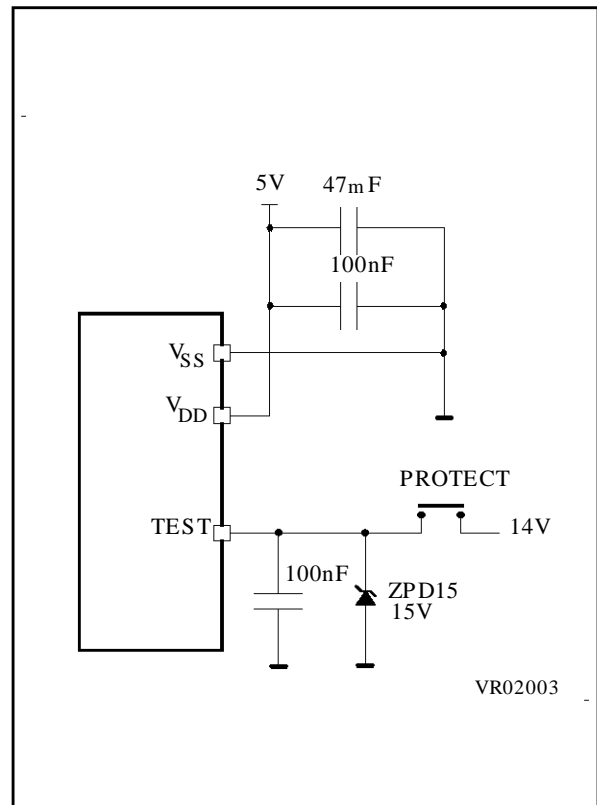 5V 47mF
100nF
VSS
VDD
PROTECT
TEST 14V
100nF ZPD15
15V
VR02003